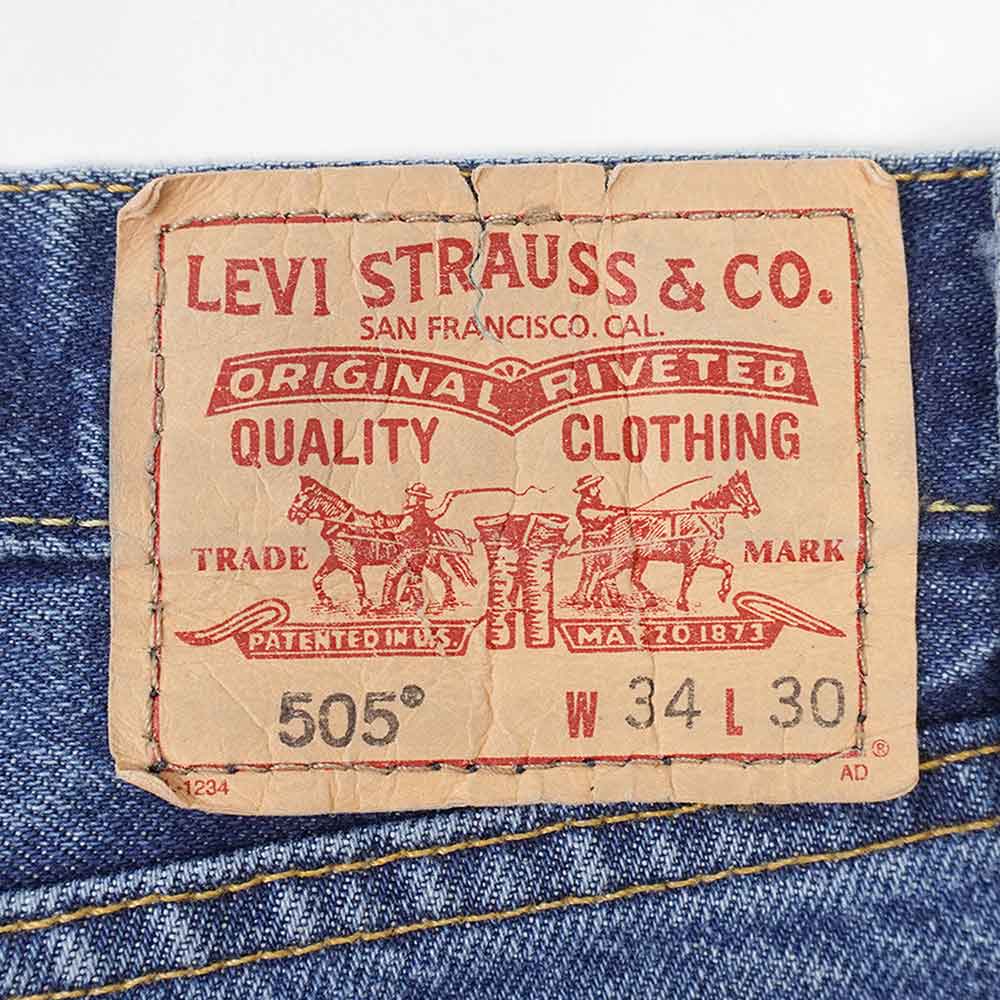 LEVI STRAUSS & CO.
SAN FRANCISCO. CAL.
ORIGINAL RIVETED
QUALITY CLOTHING
TRADE MARK
PATENTED IN U.S. MAY 20 1873
505® W 34 L 30
-1234 AD ®